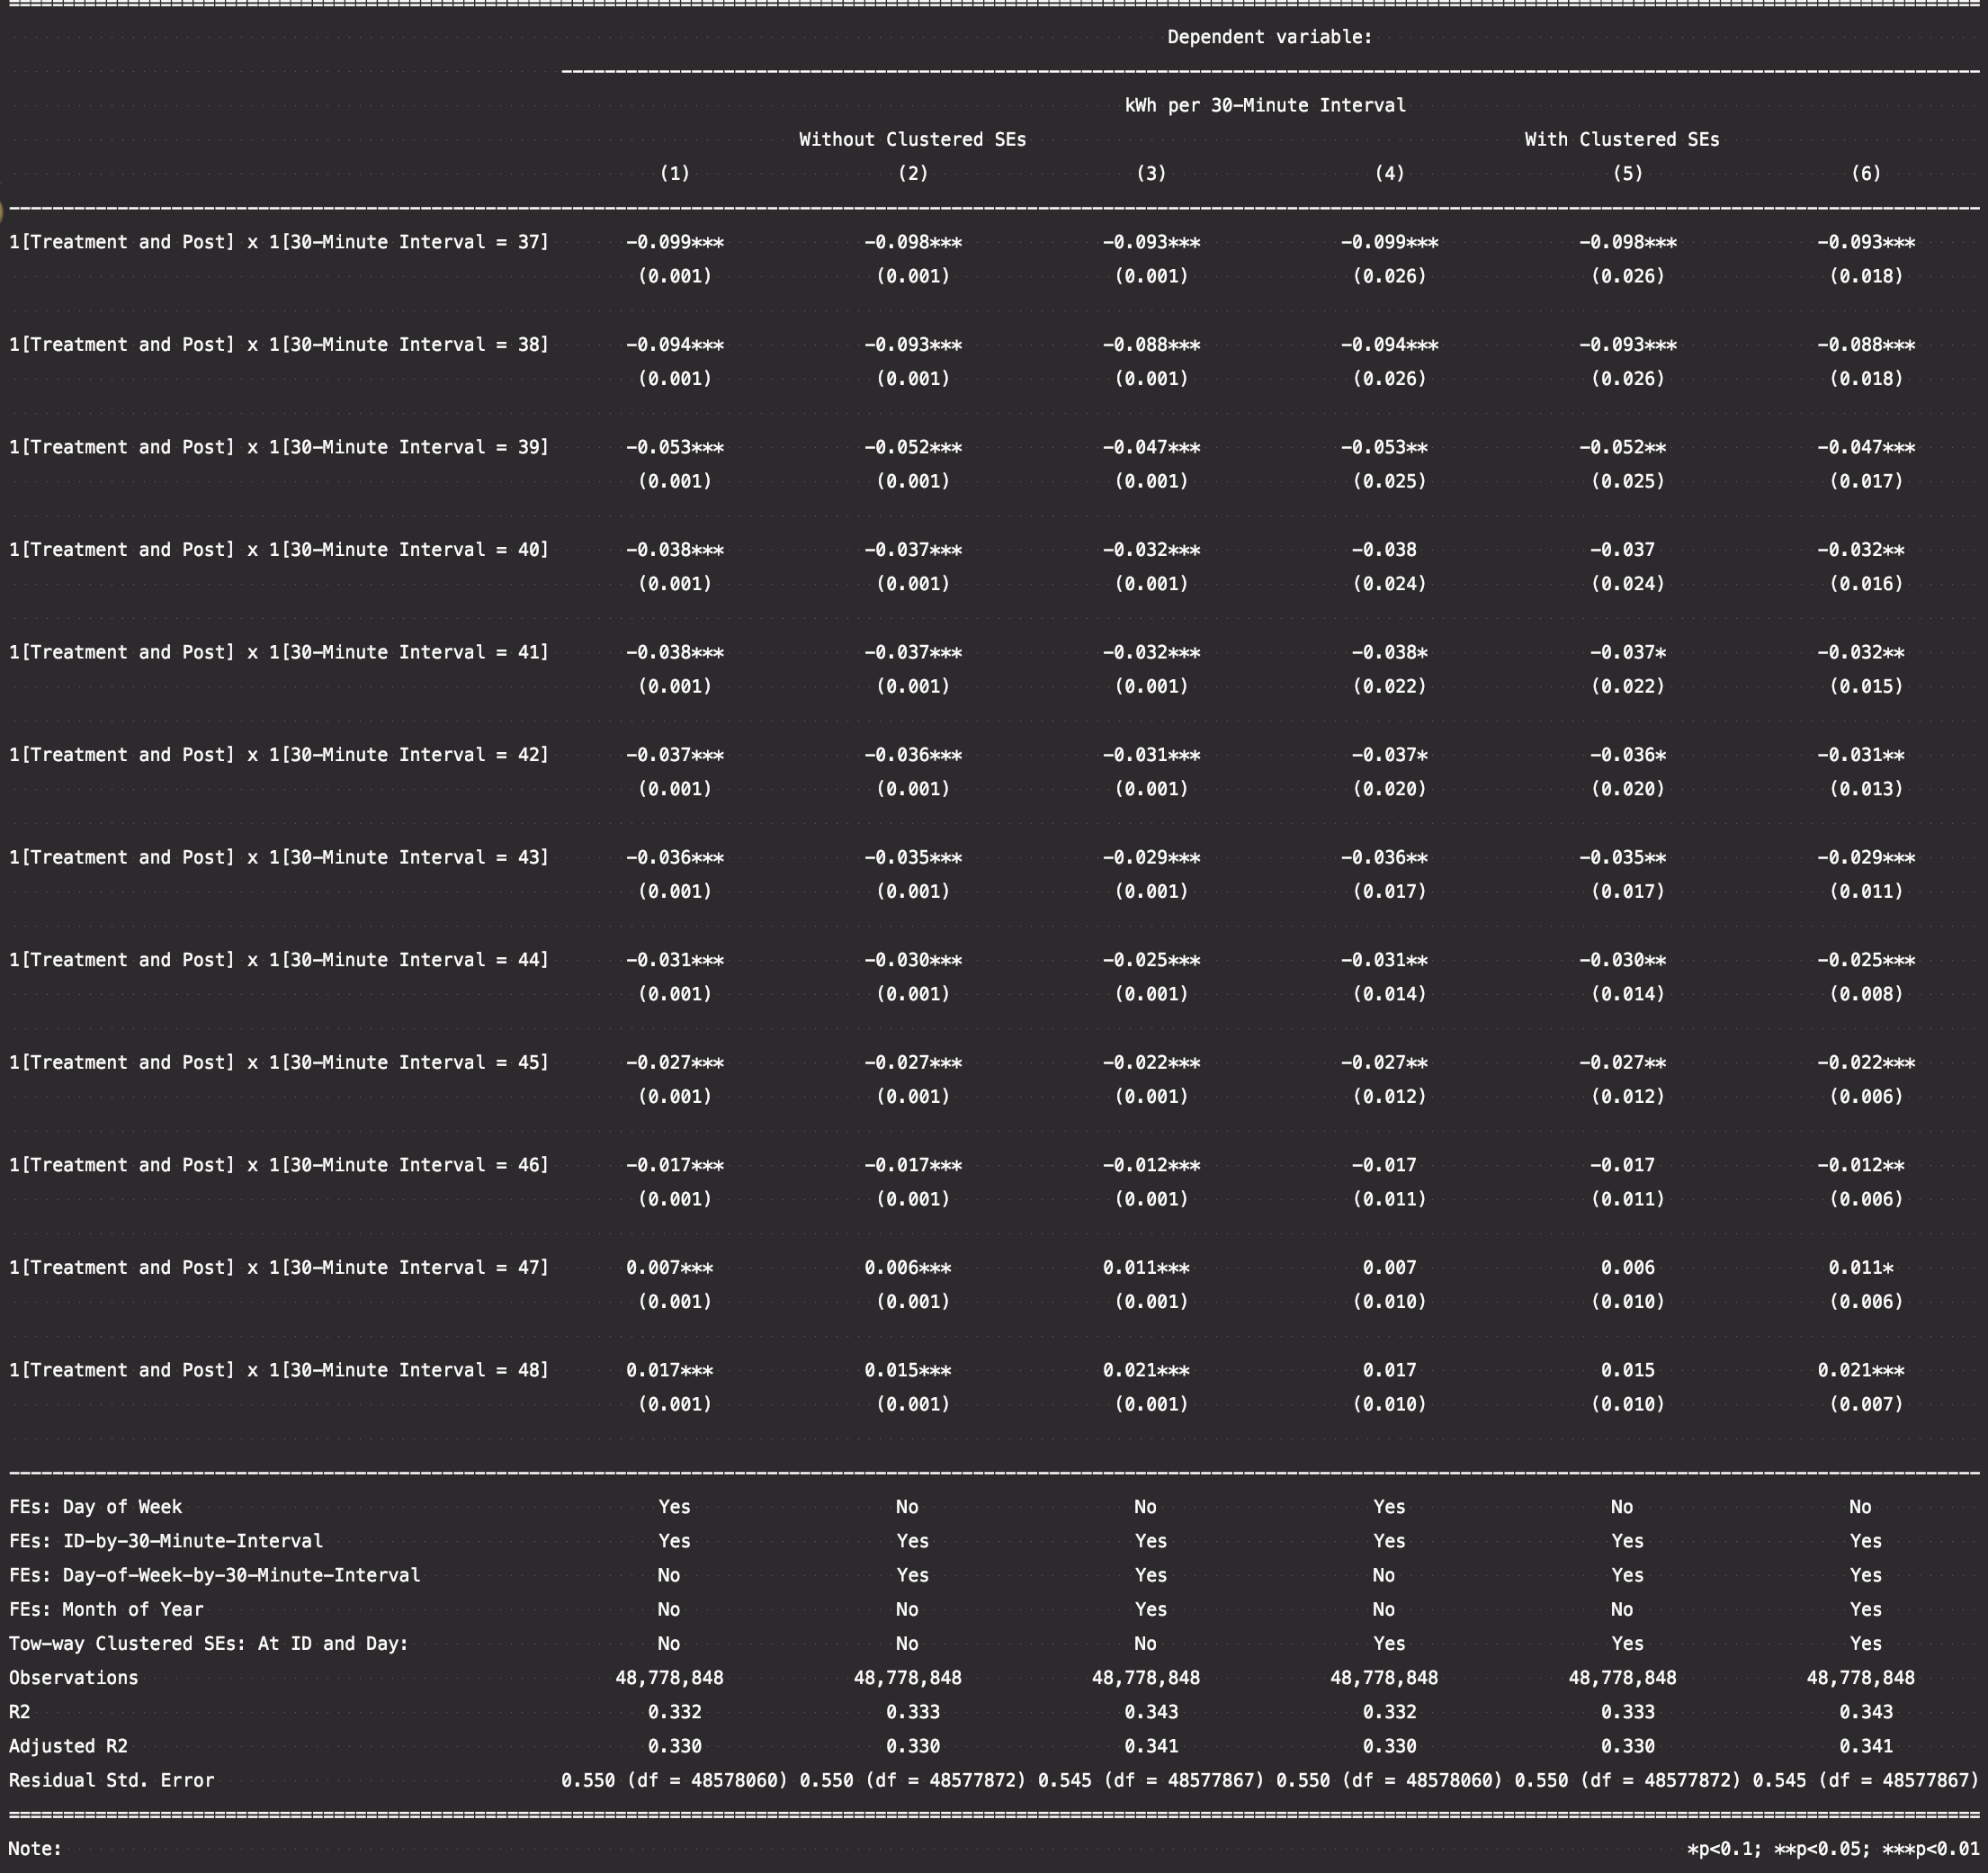 Dependent variable:
kWh per 30-Minute Interval
Without Clustered SEs With Clustered SEs
(1) (2) (3) (4) (5) (6)
1[Treatment and Post] x 1[30-Minute Interval = 37] -0.099*** -0.098*** -0.093*** -0.099*** -0.098*** -0.093***
(0.001) (0.001) (0.001) (0.026) (0.026) (0.018)
1[Treatment and Post] x 1[30-Minute Interval = 38] -0.094*** -0.093*** -0.088*** -0.094*** -0.093*** -0.088***
(0.001) (0.001) (0.001) (0.026) (0.026) (0.018)
1[Treatment and Post] x 1[30-Minute Interval = 39] -0.053*** -0.052*** -0.047*** -0.053** -0.052** -0.047***
(0.001) (0.001) (0.001) (0.025) (0.025) (0.017)
1[Treatment and Post] x 1[30-Minute Interval = 40] -0.038*** -0.037*** -0.032*** -0.038 -0.037 -0.032**
(0.001) (0.001) (0.001) (0.024) (0.024) (0.016)
1[Treatment and Post] x 1[30-Minute Interval = 41] -0.038*** -0.037*** -0.032*** -0.038* -0.037* -0.032**
(0.001) (0.001) (0.001) (0.022) (0.022) (0.015)
1[Treatment and Post] x 1[30-Minute Interval = 42] -0.037*** -0.036*** -0.031*** -0.037* -0.036* -0.031**
(0.001) (0.001) (0.001) (0.020) (0.020) (0.013)
1[Treatment and Post] x 1[30-Minute Interval = 43] -0.036*** -0.035*** -0.029*** -0.036** -0.035** -0.029***
(0.001) (0.001) (0.001) (0.017) (0.017) (0.011)
1[Treatment and Post] x 1[30-Minute Interval = 44] -0.031*** -0.030*** -0.025*** -0.031** -0.030** -0.025***
(0.001) (0.001) (0.001) (0.014) (0.014) (0.008)
1[Treatment and Post] x 1[30-Minute Interval = 45] -0.027*** -0.027*** -0.022*** -0.027** -0.027** -0.022***
(0.001) (0.001) (0.001) (0.012) (0.012) (0.006)
1[Treatment and Post] x 1[30-Minute Interval = 46] -0.017*** -0.017*** -0.012*** -0.017 -0.017 -0.012**
(0.001) (0.001) (0.001) (0.011) (0.011) (0.006)
1[Treatment and Post] x 1[30-Minute Interval = 47] 0.007*** 0.006*** 0.011*** 0.007 0.006 0.011*
(0.001) (0.001) (0.001) (0.010) (0.010) (0.006)
1[Treatment and Post] x 1[30-Minute Interval = 48] 0.017*** 0.015*** 0.021*** 0.017 0.015 0.021***
(0.001) (0.001) (0.001) (0.010) (0.010) (0.007)
FEs: Day of Week Yes No No Yes No No
FEs: ID-by-30-Minute-Interval Yes Yes Yes Yes Yes Yes
FEs: Day-of-Week-by-30-Minute-Interval No Yes Yes No Yes Yes
FEs: Month of Year No No Yes No No Yes
Tow-way Clustered SEs: At ID and Day: No No No Yes Yes Yes
Observations 48,778,848 48,778,848 48,778,848 48,778,848 48,778,848 48,778,848
R2 0.332 0.333 0.343 0.332 0.333 0.343
Adjusted R2 0.330 0.330 0.341 0.330 0.330 0.341
Residual Std. Error 0.550 (df = 48578060) 0.550 (df = 48577872) 0.545 (df = 48577867) 0.550 (df = 48578060) 0.550 (df = 48577872) 0.545 (df = 48577867)
Note: *p<0.1; **p<0.05; ***p<0.01